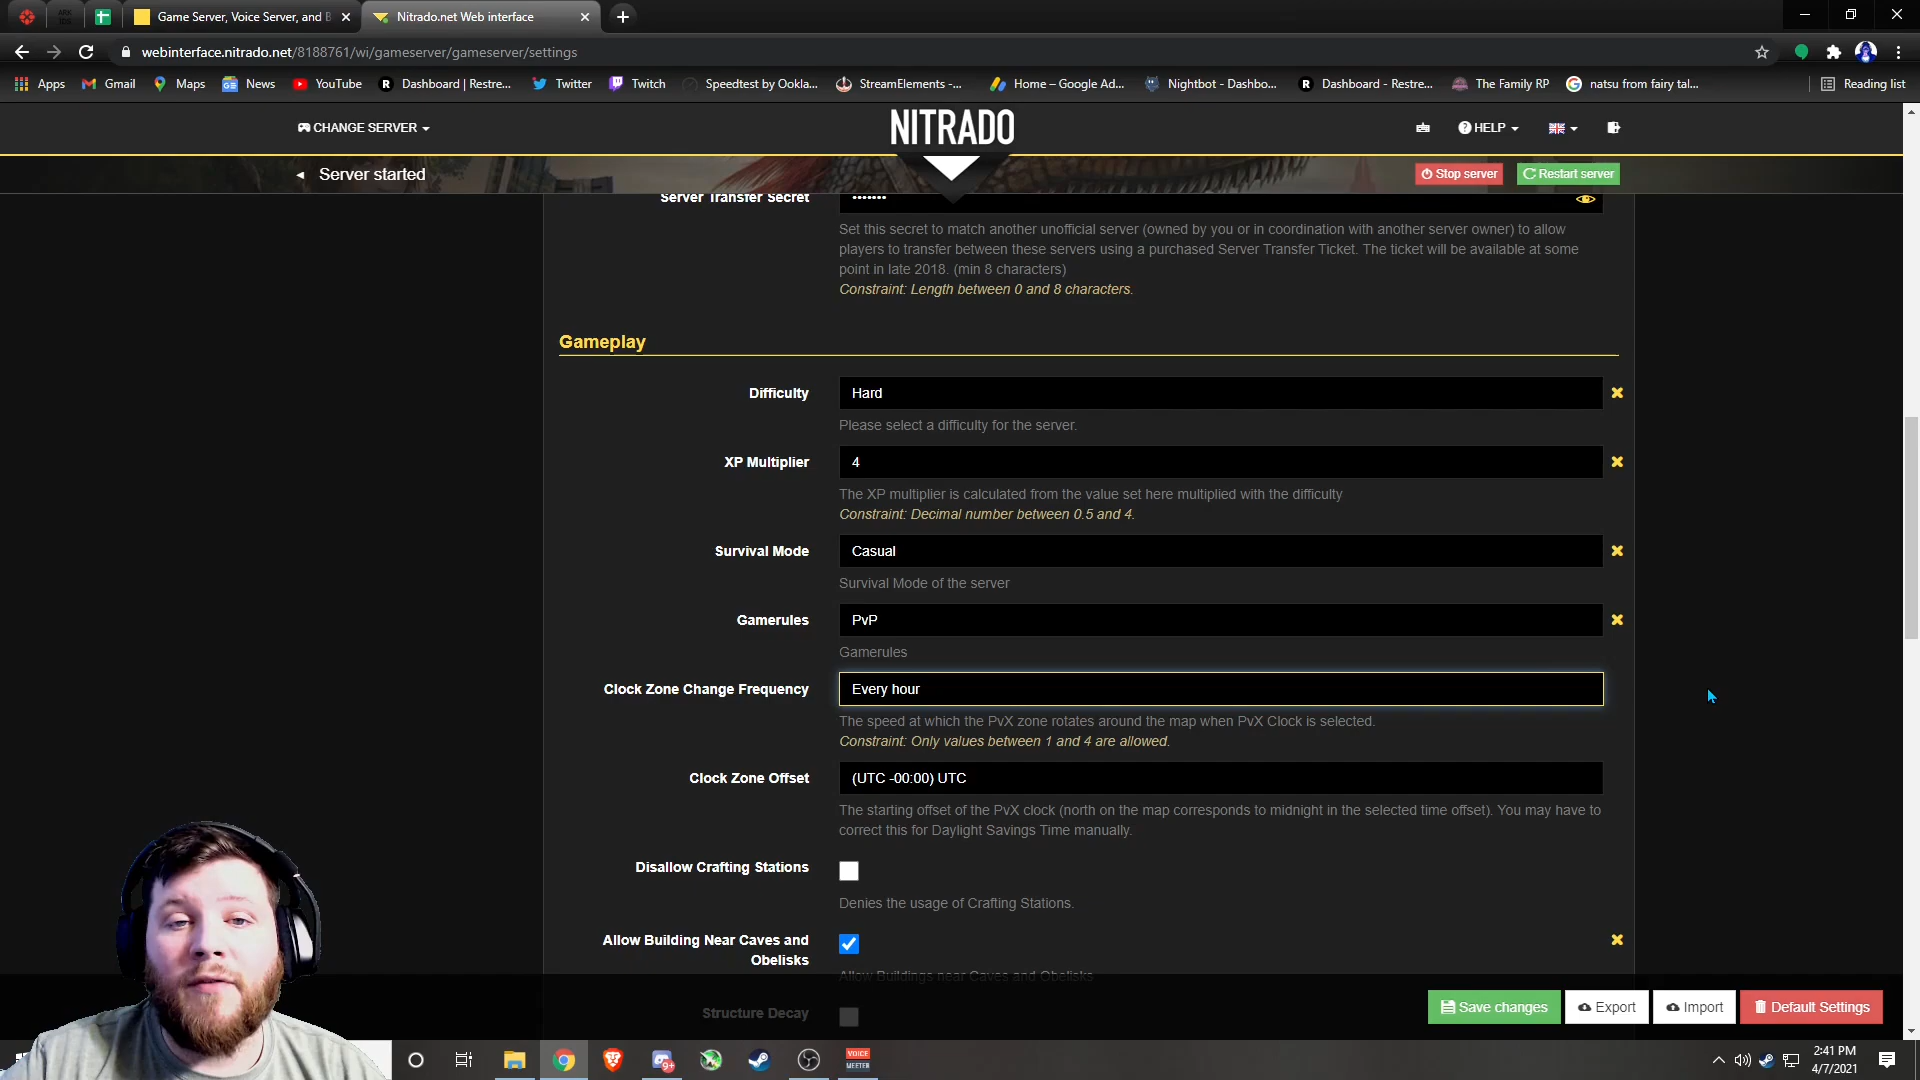 Game Server, Voice Server, and B
Nitrado.net Web interface
webinterface.nitrado.net/8188761/wi/gameserver/gameserver/settings
Apps
Gmail
Maps
News
YouTube
Dashboard | Restre...
Twitter
Twitch
Speedtest by Ookla...
StreamElements -...
Home – Google Ad...
Nightbot - Dashbo...
Dashboard - Restre...
The Family RP
natsu from fairy tal...
Reading list
CHANGE SERVER
NITRADO
HELP
Server started
Stop server
Restart server
Server Transfer Secret
•••••••
Set this secret to match another unofficial server (owned by you or in coordination with another server owner) to allow
players to transfer between these servers using a purchased Server Transfer Ticket. The ticket will be available at some
point in late 2018. (min 8 characters)
Constraint: Length between 0 and 8 characters.
Gameplay
Difficulty
Hard
Please select a difficulty for the server.
XP Multiplier
4
The XP multiplier is calculated from the value set here multiplied with the difficulty
Constraint: Decimal number between 0.5 and 4.
Survival Mode
Casual
Survival Mode of the server
Gamerules
PvP
Gamerules
Clock Zone Change Frequency
Every hour
The speed at which the PvX zone rotates around the map when PvX Clock is selected.
Constraint: Only values between 1 and 4 are allowed.
Clock Zone Offset
(UTC -00:00) UTC
The starting offset of the PvX clock (north on the map corresponds to midnight in the selected time offset). You may have to
correct this for Daylight Savings Time manually.
Disallow Crafting Stations
Denies the usage of Crafting Stations.
Allow Building Near Caves and
Obelisks
Allow Buildings near Caves and Obelisks
Structure Decay
Save changes
Export
Import
Default Settings
9+
VOICE
MEETER
2:41 PM
4/7/2021